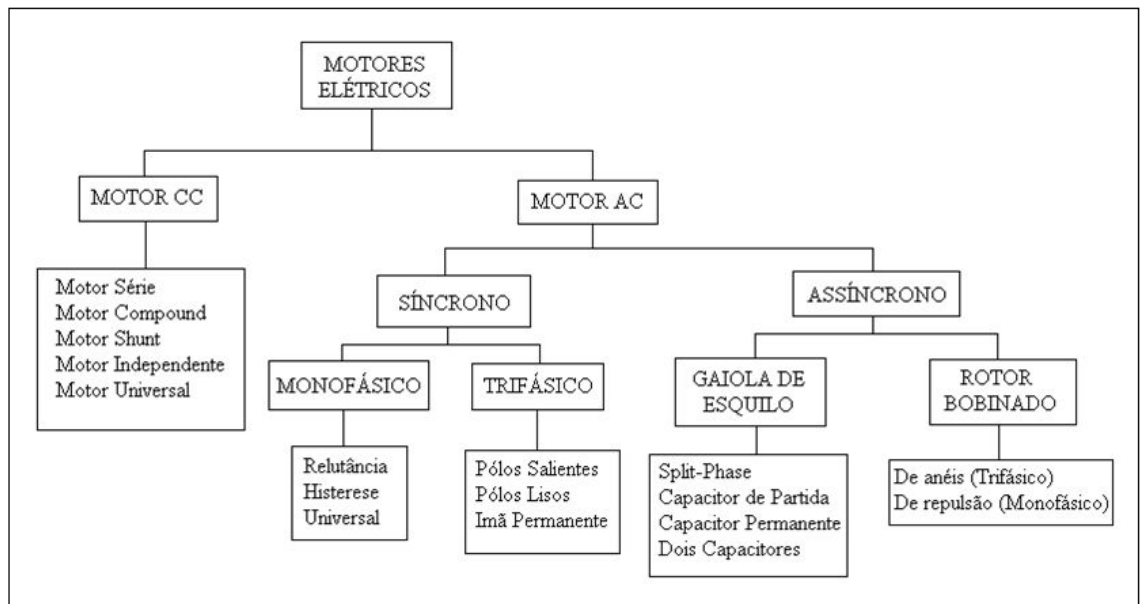 MOTORES
ELÉTRICOS
MOTOR CC
MOTOR AC
Motor Série
Motor Compound
Motor Shunt
Motor Independente
Motor Universal
SÍNCRONO
ASSÍNCRONO
MONOFÁSICO
TRIFÁSICO
GAIOLA DE
ESQUILO
ROTOR
BOBINADO
Relutância
Histerese
Universal
Pólos Salientes
Pólos Lisos
Imã Permanente
Split-Phase
Capacitor de Partida
Capacitor Permanente
Dois Capacitores
De anéis (Trifásico)
De repulsão (Monofásico)